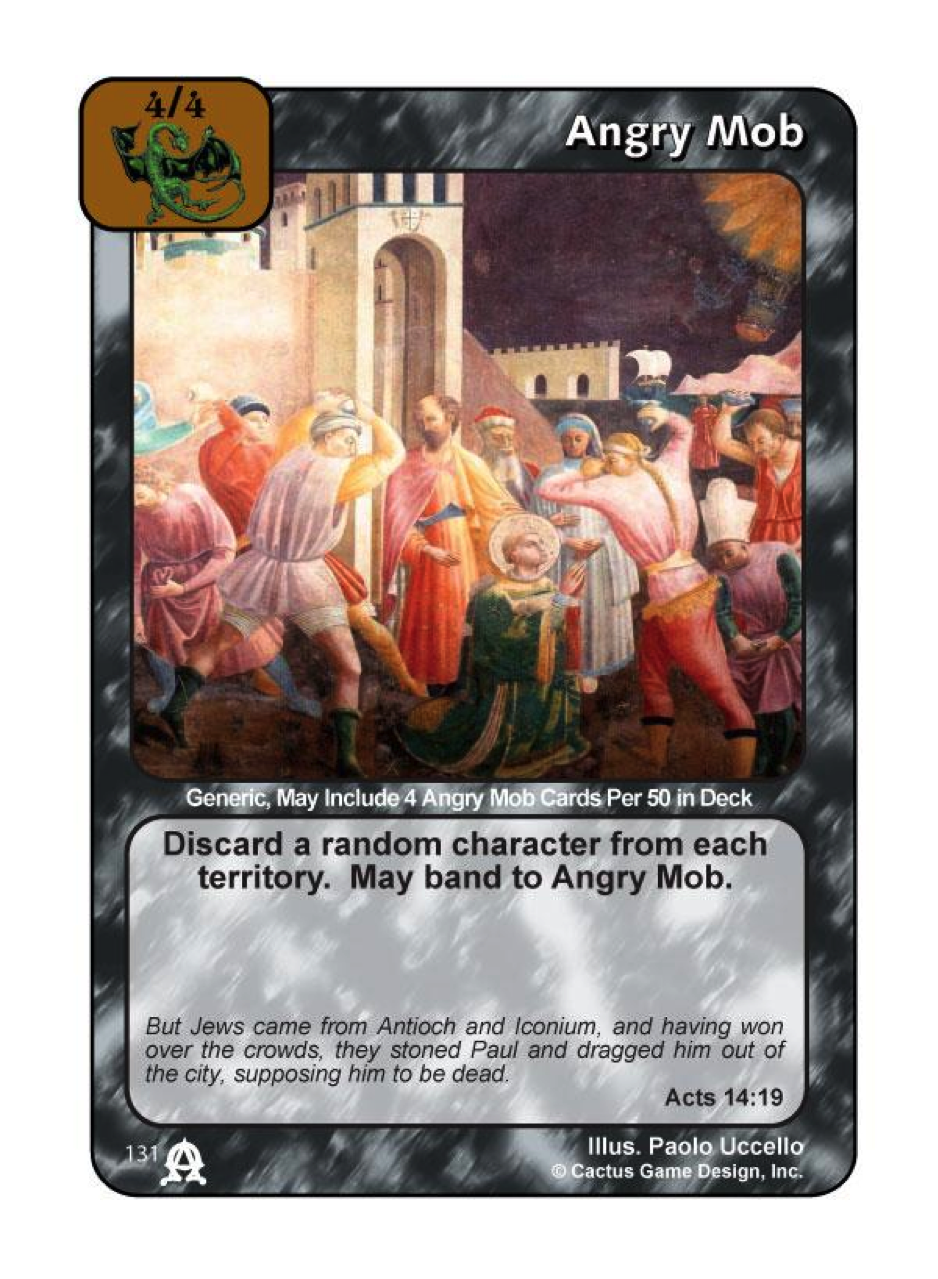 4/4
Angry Mob
Generic, May Include 4 Angry Mob Cards Per 50 in Deck
Discard a random character from each
territory. May band to Angry Mob.
But Jews came from Antioch and Iconium, and having won
over the crowds, they stoned Paul and dragged him out of
the city, supposing him to be dead.
Acts 14:19
131
Illus. Paolo Uccello
© Cactus Game Design, Inc.